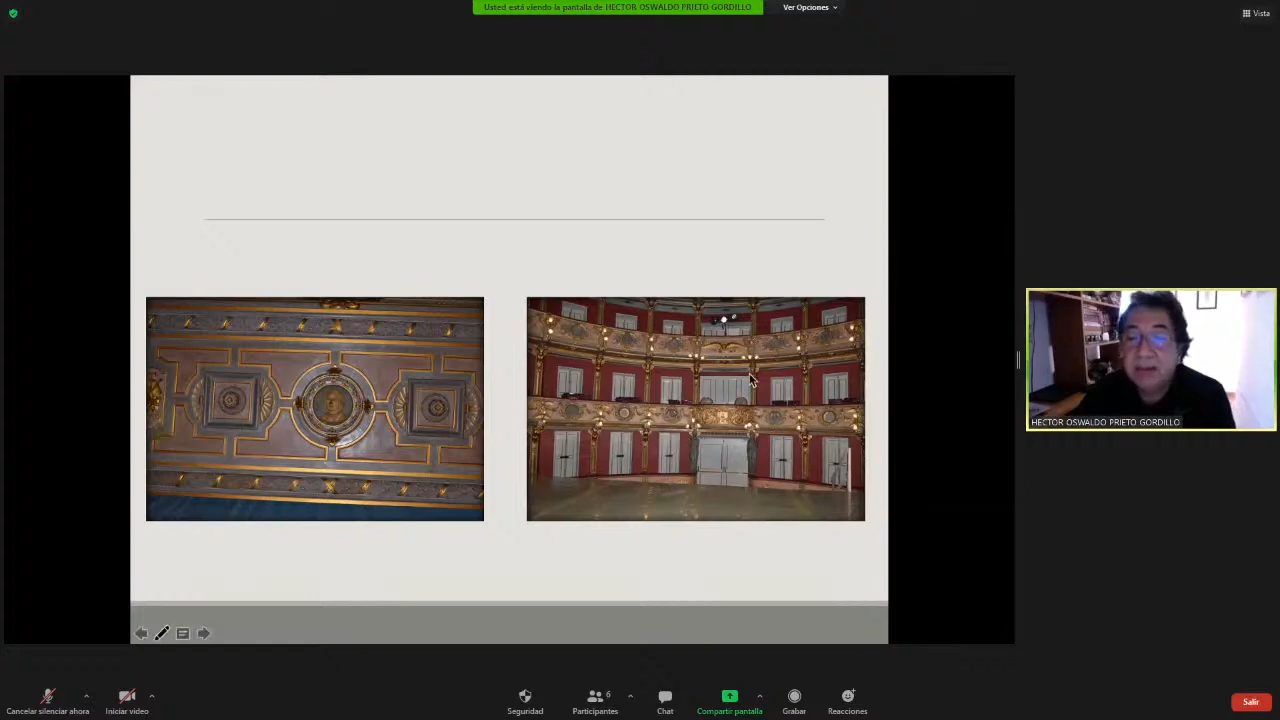 Usted está viendo la pantalla de HECTOR OSWALDO PRIETO GORDILLO
Ver Opciones
Vista
HECTOR OSWALDO PRIETO GORDILLO
Cancelar silenciar ahora
Iniciar video
Seguridad
Participantes
6
Chat
Compartir pantalla
Grabar
Reacciones
Salir